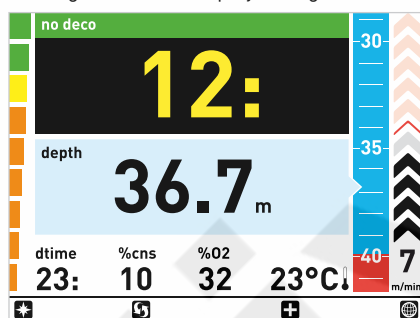 no deco
12:
depth
36.7 m
dtime %cns %O2
23: 10 32 23°C
30
35
40
7
m/min